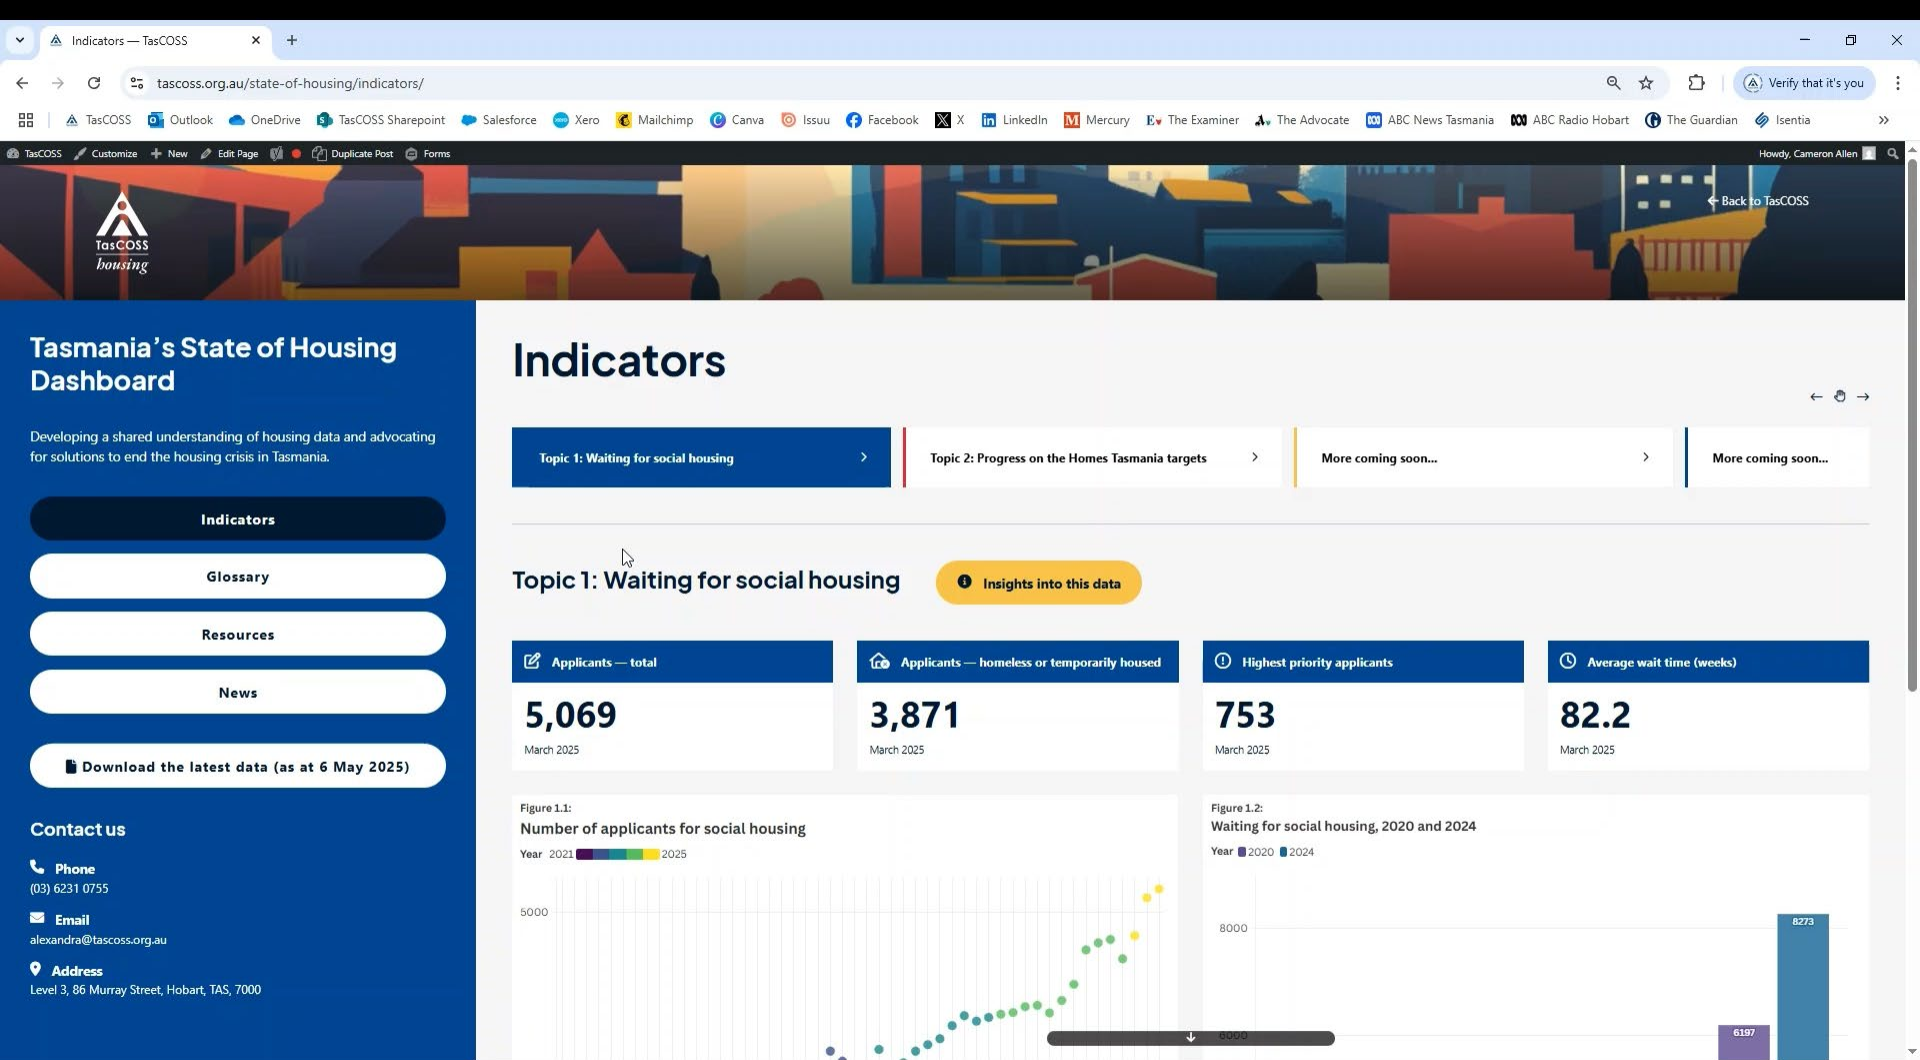 Indicators — TasCOSS
tascoss.org.au/state-of-housing/indicators/
Verify that it's you
TasCOSS
Outlook
OneDrive
TasCOSS Sharepoint
Salesforce
Xero
Mailchimp
Canva
Issuu
Facebook
X
LinkedIn
Mercury
The Examiner
The Advocate
ABC News Tasmania
ABC Radio Hobart
The Guardian
Isentia
TasCOSS
Customize
New
Edit Page
Duplicate Post
Forms
Howdy, Cameron Allen
TasCOSS
housing
← Back to TasCOSS
Tasmania's State of Housing
Dashboard
Developing a shared understanding of housing data and advocating
for solutions to end the housing crisis in Tasmania.
Indicators
Glossary
Resources
News
Download the latest data (as at 6 May 2025)
Contact us
Phone
(03) 6231 0755
Email
alexandra@tascoss.org.au
Address
Level 3, 86 Murray Street, Hobart, TAS, 7000
Indicators
Topic 1: Waiting for social housing
Topic 2: Progress on the Homes Tasmania targets
More coming soon...
More coming soon...
Topic 1: Waiting for social housing
Insights into this data
Applicants — total
5,069
March 2025
Applicants — homeless or temporarily housed
3,871
March 2025
Highest priority applicants
753
March 2025
Average wait time (weeks)
82.2
March 2025
Figure 1.1:
Number of applicants for social housing
Year 2021 2025
5000
Figure 1.2:
Waiting for social housing, 2020 and 2024
Year 2020 2024
8000
8273
6197
6000